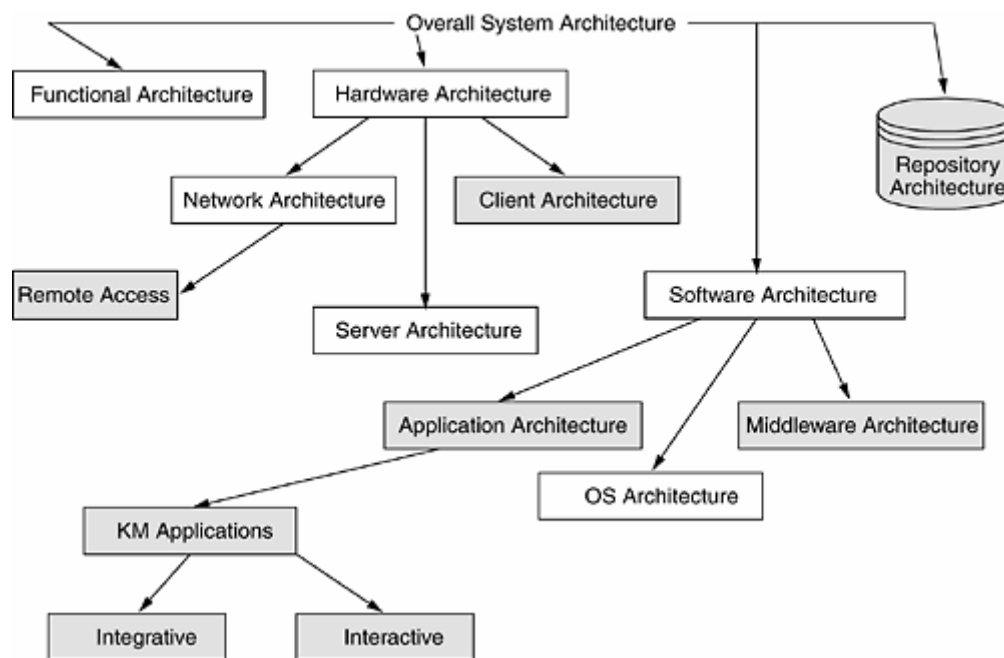 Overall System Architecture
Functional Architecture
Hardware Architecture
Repository
Architecture
Network Architecture
Client Architecture
Remote Access
Software Architecture
Server Architecture
Application Architecture
Middleware Architecture
OS Architecture
KM Applications
Integrative
Interactive